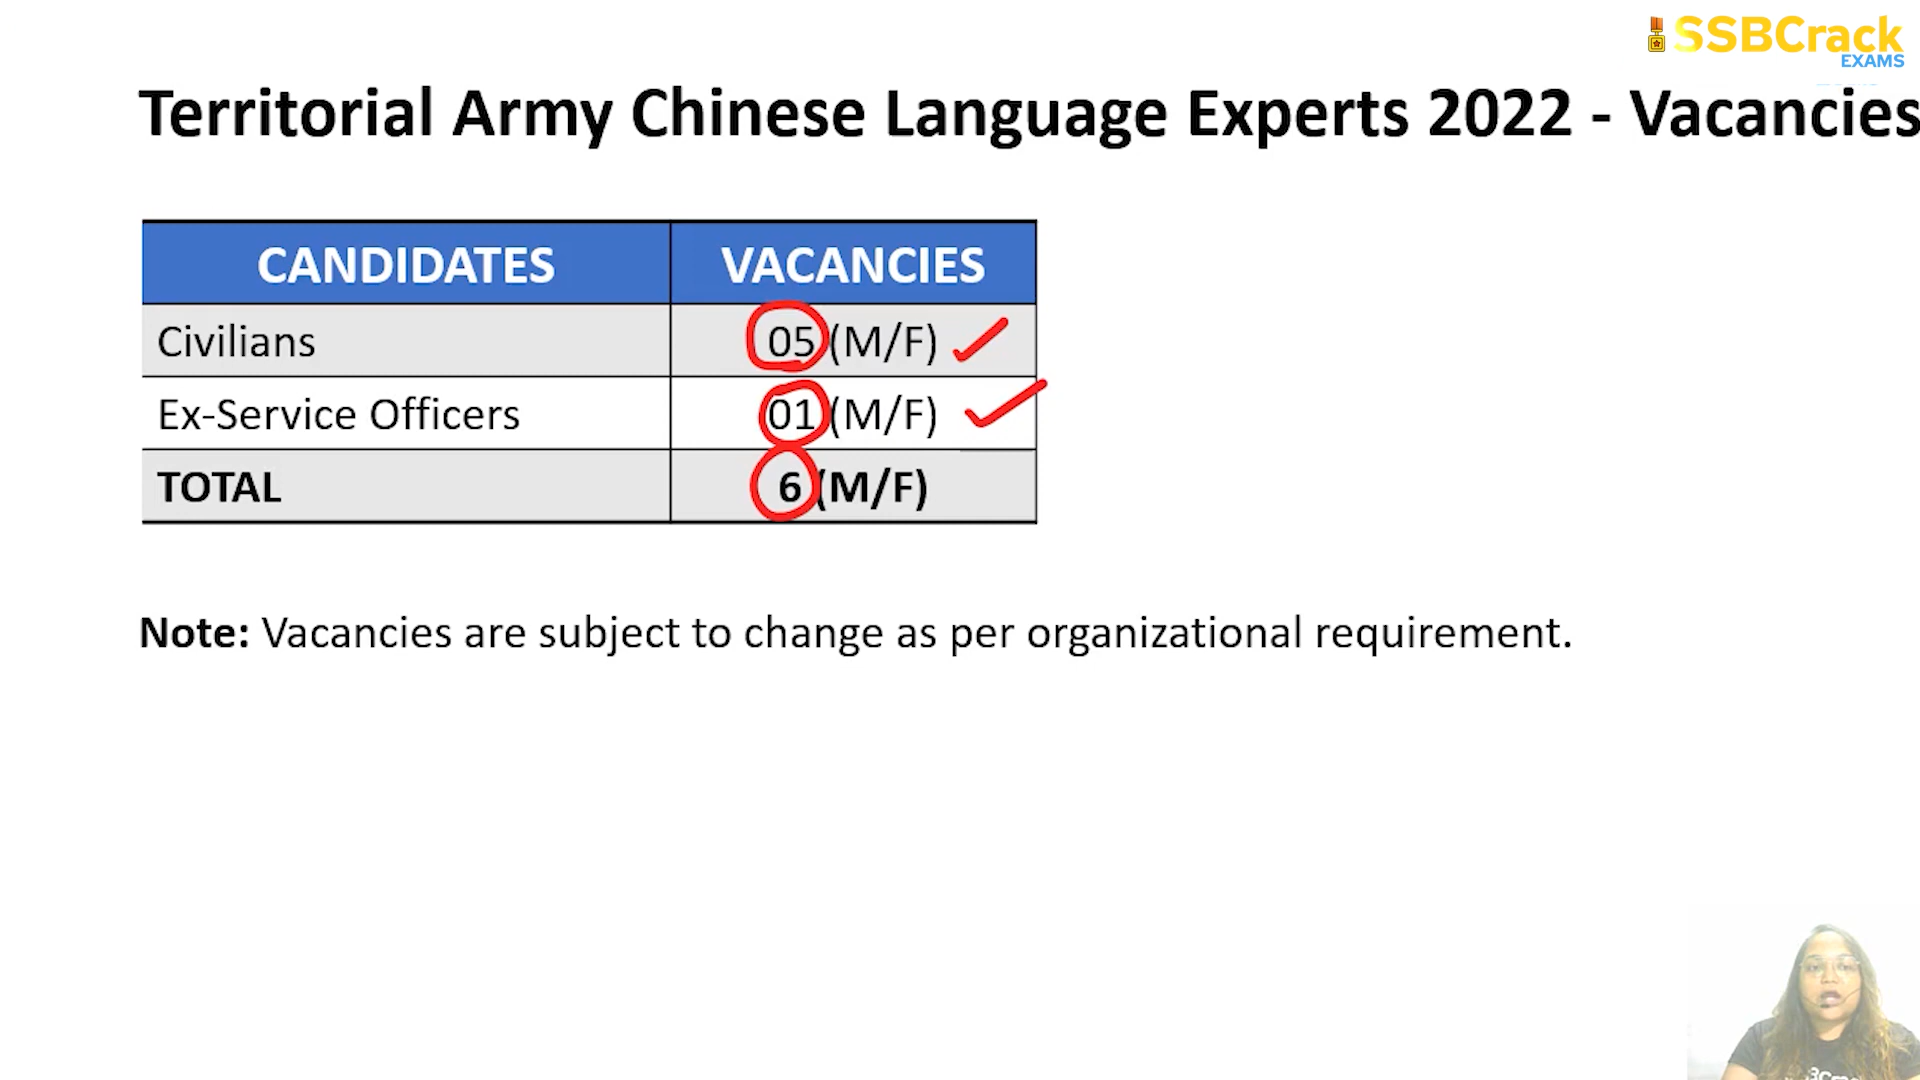 SSBCrack
EXAMS
Territorial Army Chinese Language Experts 2022 - Vacancies
CANDIDATES VACANCIES
Civilians 05 (M/F)
Ex-Service Officers 01 (M/F)
TOTAL 6 (M/F)
Note: Vacancies are subject to change as per organizational requirement.